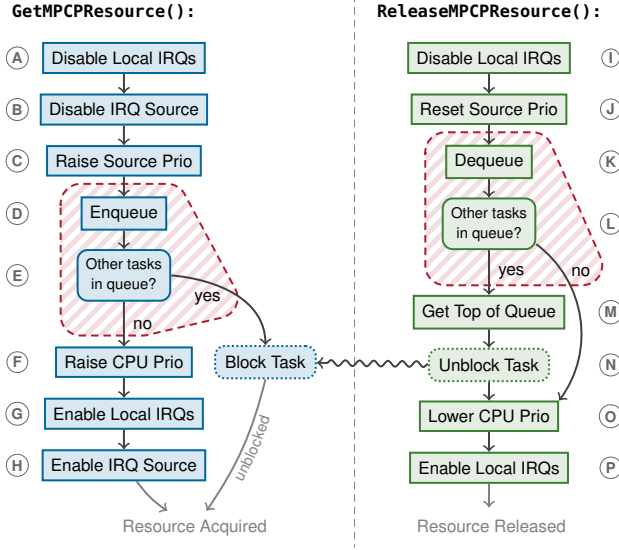 GetMPCPResource():
A Disable Local IRQs
B Disable IRQ Source
C Raise Source Prio
D Enqueue
E Other tasks
in queue?
yes
no
F Raise CPU Prio
Block Task
G Enable Local IRQs
unblocked
H Enable IRQ Source
Resource Acquired
ReleaseMPCPResource():
Disable Local IRQs I
Reset Source Prio J
Dequeue K
Other tasks
in queue? L
yes
no
Get Top of Queue M
Unblock Task N
Lower CPU Prio O
Enable Local IRQs P
Resource Released